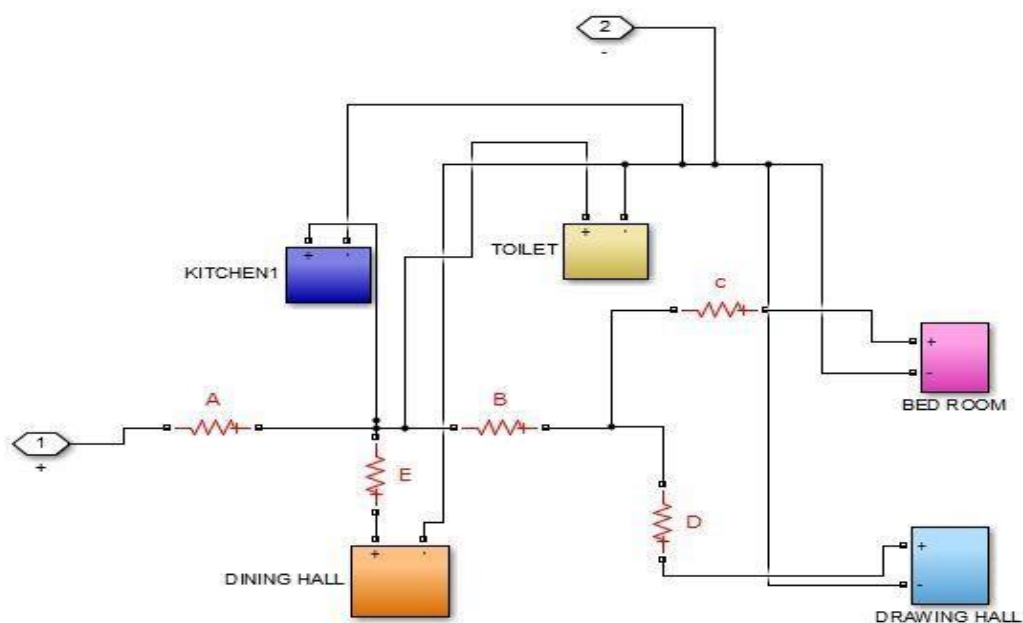 2
-
+ -
TOILET
+ -
KITCHEN1
c
+
-
BED ROOM
A
B
1
+
E
D
+ -
DINING HALL
+
-
DRAWING HALL